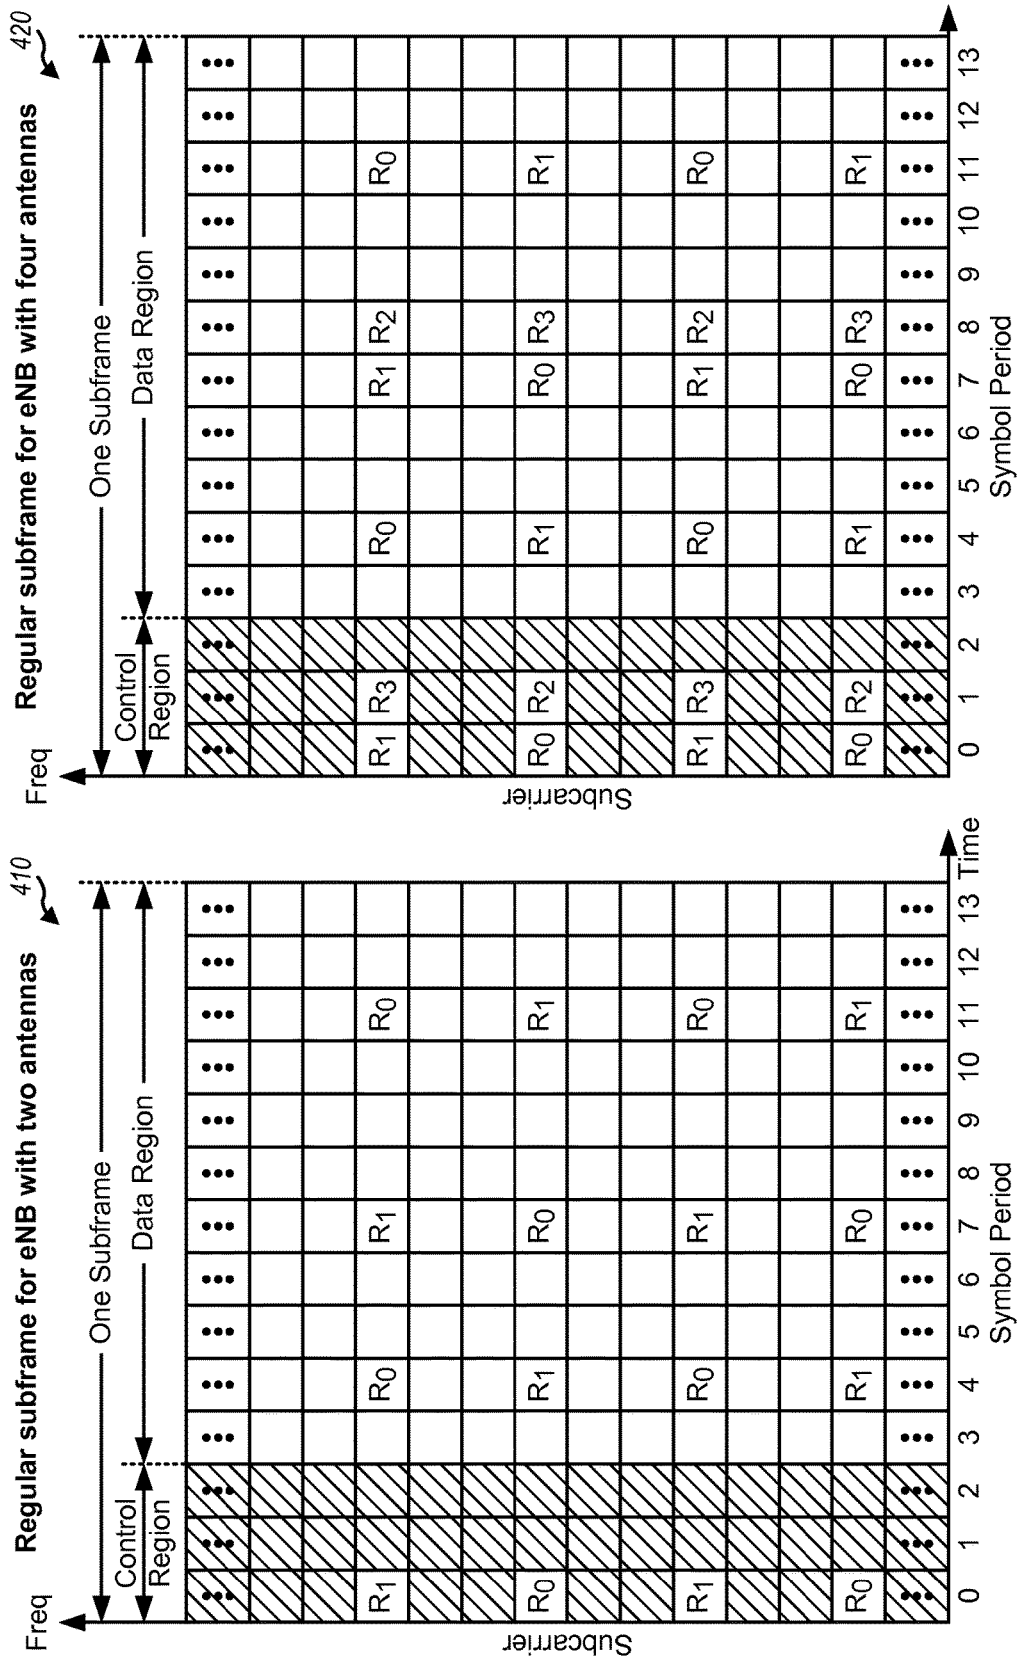 Regular subframe for eNB with two antennas
410
Freq
One Subframe
Control
Region
Data Region
Subcarrier
••• ••• ••• ••• ••• ••• ••• ••• ••• ••• ••• ••• ••• •••
R1 R0 R1 R0
R0 R1 R0 R1
R1 R0 R1 R0
R0 R1 R0 R1
••• ••• ••• ••• ••• ••• ••• ••• ••• ••• ••• ••• ••• •••
0 1 2 3 4 5 6 7 8 9 10 11 12 13 Time
Symbol Period
Regular subframe for eNB with four antennas
420
Freq
One Subframe
Control
Region
Data Region
Subcarrier
••• ••• ••• ••• ••• ••• ••• ••• ••• ••• ••• ••• ••• •••
R1 R3 R0 R1 R2 R0
R0 R2 R1 R0 R3 R1
R1 R3 R0 R1 R2 R0
R0 R2 R1 R0 R3 R1
••• ••• ••• ••• ••• ••• ••• ••• ••• ••• ••• ••• ••• •••
0 1 2 3 4 5 6 7 8 9 10 11 12 13
Symbol Period